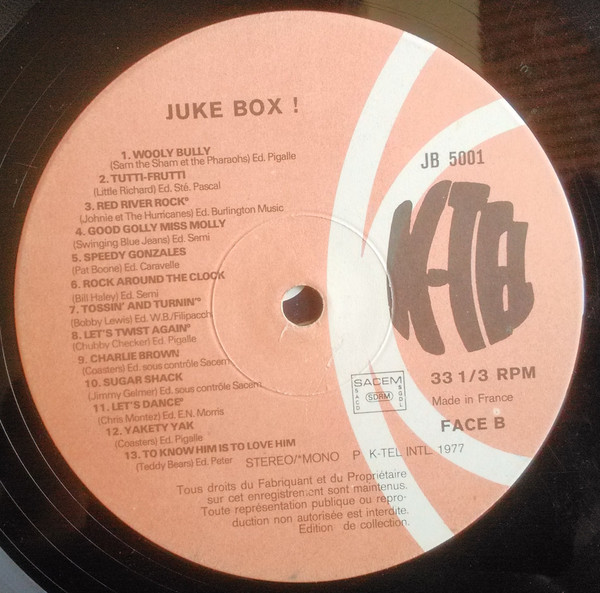 JUKE BOX !
1. WOOLY BULLY
(Sam the Sham et the Pharaohs) Ed. Pigalle
2. TUTTI-FRUTTI
(Little Richard) Ed. Sté. Pascal
3. RED RIVER ROCK°
(Johnie et The Hurricanes) Ed. Burlington Music
4. GOOD GOLLY MISS MOLLY
(Swinging Blue Jeans) Ed. Semi
5. SPEEDY GONZALES
(Pat Boone) Ed. Caravelle
6. ROCK AROUND THE CLOCK
(Bill Haley) Ed. Semi
7. TOSSIN' AND TURNIN'°
(Bobby Lewis) Ed. W.B./Filipacchi
8. LET'S TWIST AGAIN°
(Chubby Checker) Ed. Pigalle
9. CHARLIE BROWN
(Coasters) Ed. sous contrôle Sacem
10. SUGAR SHACK
(Jimmy Gelmer) Ed. sous contrôle Sacem
11. LET'S DANCE°
(Chris Montez) Ed. E.N. Morris
12. YAKETY YAK
(Coasters) Ed. Pigalle
13. TO KNOW HIM IS TO LOVE HIM
(Teddy Bears) Ed. Peter
JB 5001
K-TEL
SACEM
SACD
SDRM
SGDL
33 1/3 RPM
Made in France
FACE B
STEREO/*MONO P K-TEL INTL. 1977
Tous droits du Fabriquant et du Propriétaire
sur cet enregistrement sont maintenus.
Toute représentation publique ou repro-
duction non autorisée est interdite.
Edition de collection.